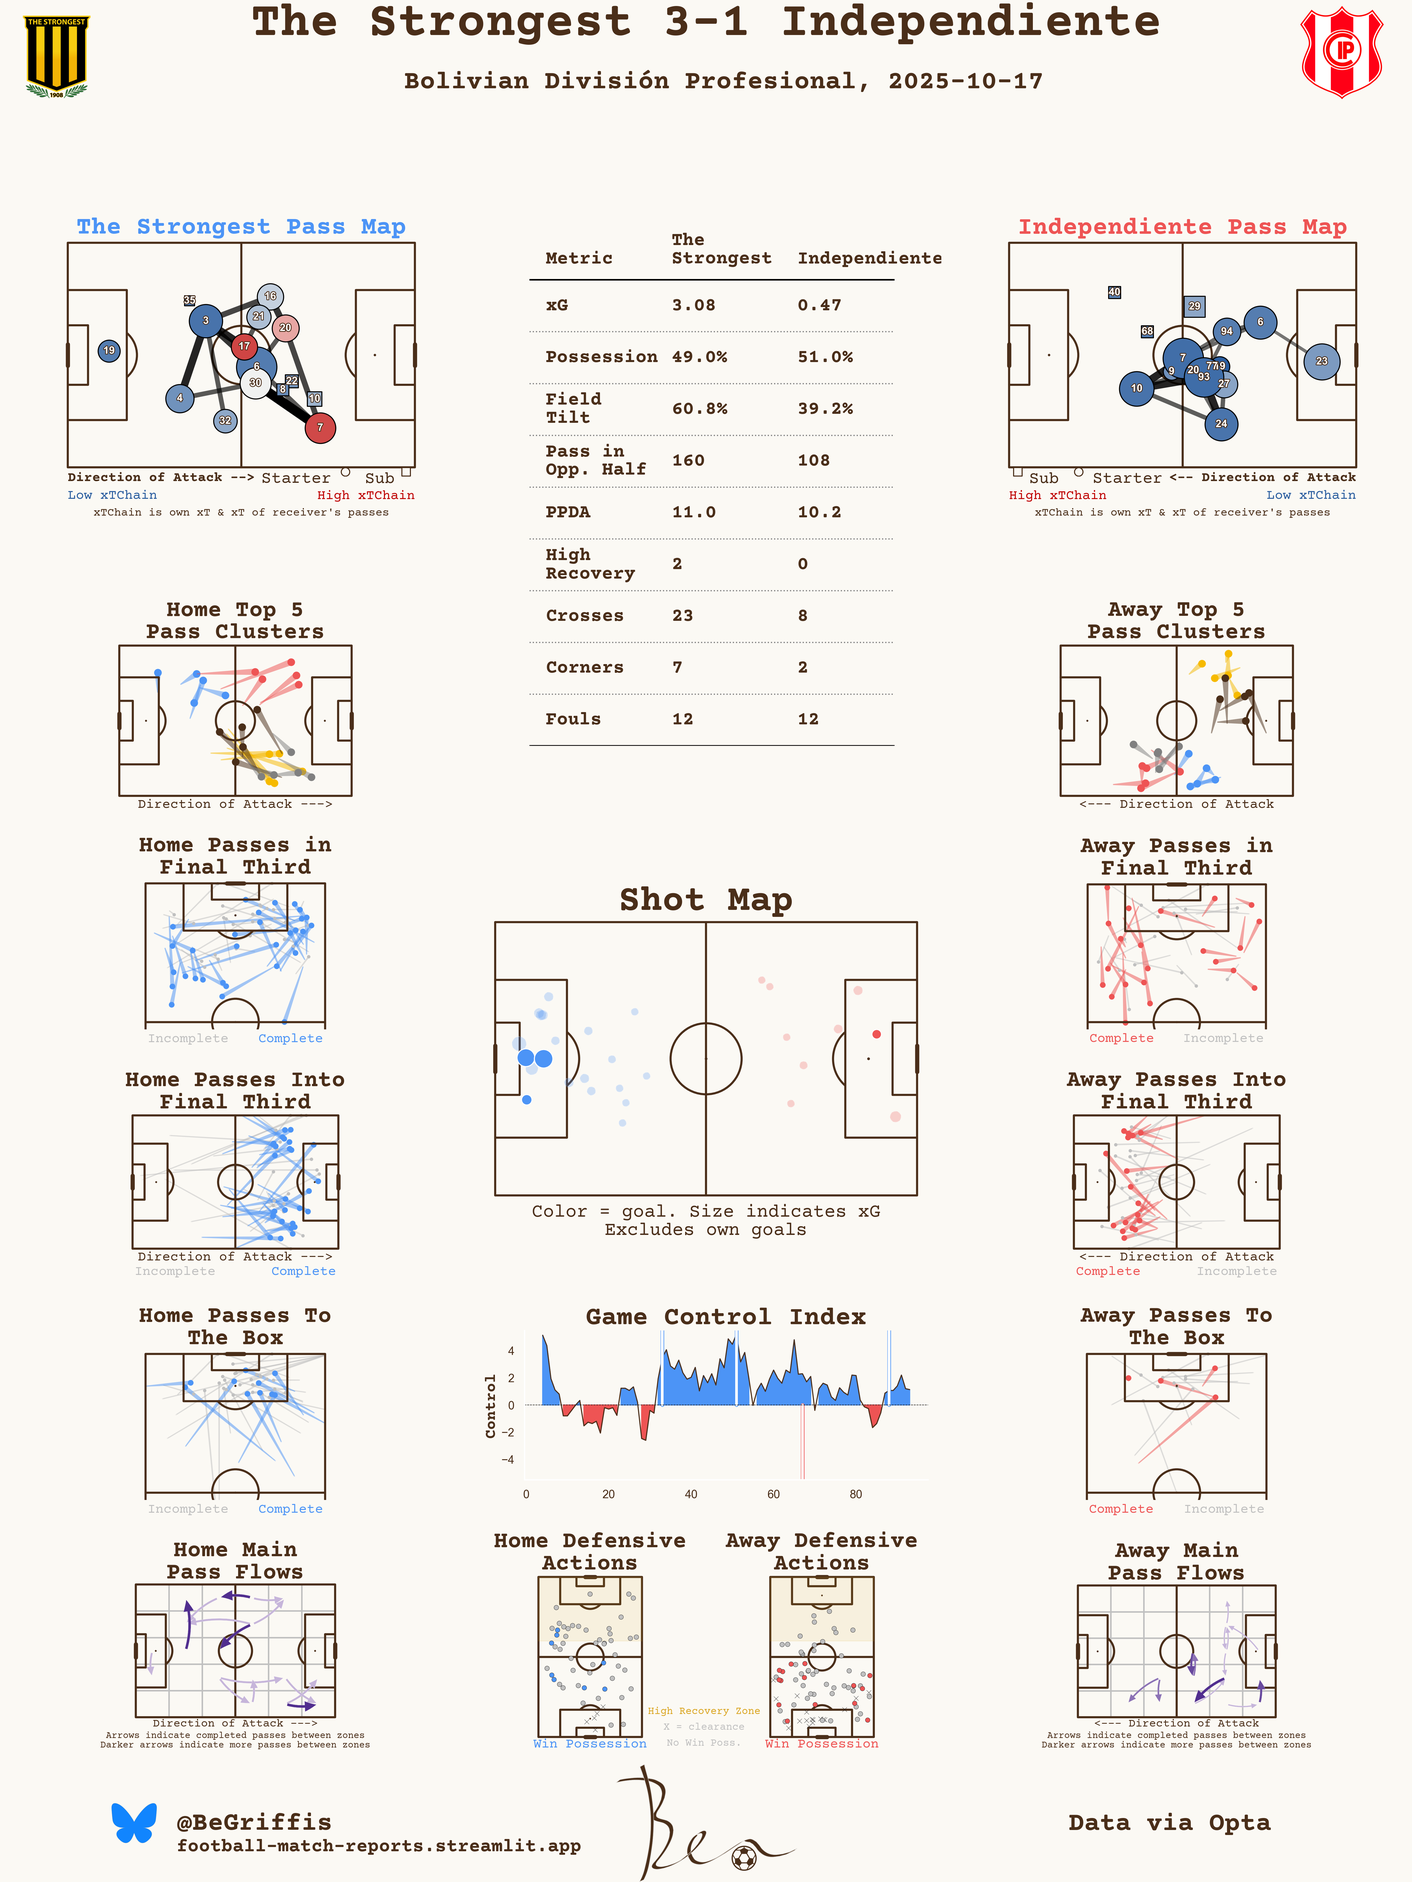 The Strongest 3-1 Independiente
Bolivian División Profesional, 2025-10-17
THE STRONGEST
1908
CIP
The Strongest Pass Map
35
16
3
21
20
19
17
6
30
22
8
4
10
32
7
Direction of Attack --> Starter Sub
Low xTChain High xTChain
xTChain is own xT & xT of receiver's passes
Metric The Strongest Independiente
xG 3.08 0.47
Possession 49.0% 51.0%
Field Tilt 60.8% 39.2%
Pass in Opp. Half 160 108
PPDA 11.0 10.2
High Recovery 2 0
Crosses 23 8
Corners 7 2
Fouls 12 12
Independiente Pass Map
40
29
68
94
6
7
23
9
20
77
79
93
27
10
24
Sub Starter <-- Direction of Attack
High xTChain Low xTChain
xTChain is own xT & xT of receiver's passes
Home Top 5
Pass Clusters
Direction of Attack --->
Away Top 5
Pass Clusters
<--- Direction of Attack
Home Passes in
Final Third
Incomplete Complete
Away Passes in
Final Third
Complete Incomplete
Shot Map
Color = goal. Size indicates xG
Excludes own goals
Home Passes Into
Final Third
Direction of Attack --->
Incomplete Complete
Away Passes Into
Final Third
<--- Direction of Attack
Complete Incomplete
Home Passes To
The Box
Incomplete Complete
Game Control Index
Control
4
2
0
−2
−4
0 20 40 60 80
Away Passes To
The Box
Complete Incomplete
Home Main
Pass Flows
Direction of Attack --->
Arrows indicate completed passes between zones
Darker arrows indicate more passes between zones
Home Defensive
Actions
Win Possession
High Recovery Zone
X = clearance
No Win Poss.
Away Defensive
Actions
Win Possession
Away Main
Pass Flows
<--- Direction of Attack
Arrows indicate completed passes between zones
Darker arrows indicate more passes between zones
@BeGriffis
football-match-reports.streamlit.app
Ben
Data via Opta